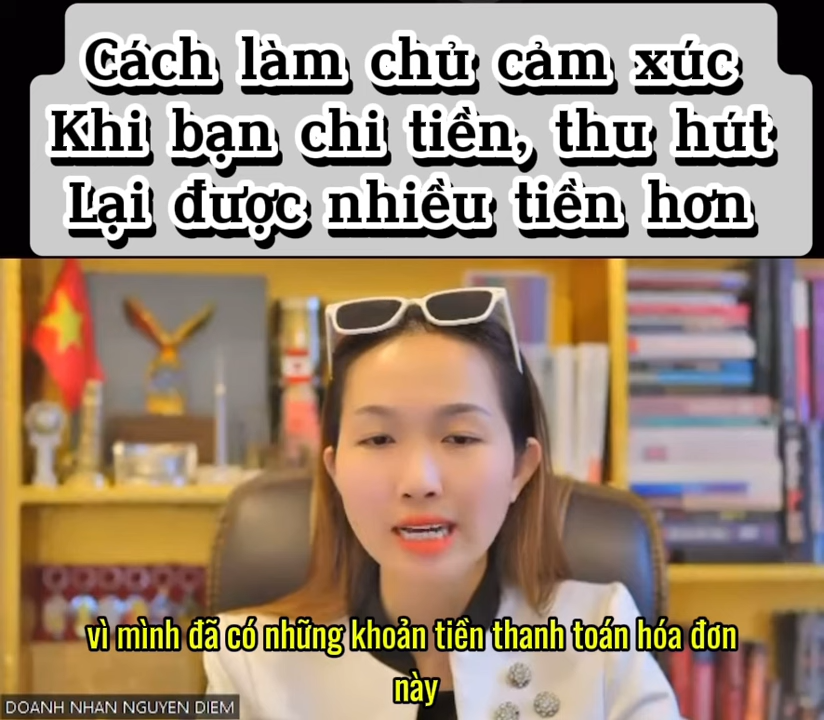 Cách làm chủ cảm xúc
Khi bạn chi tiền, thu hút
Lại được nhiều tiền hơn
vì mình đã có những khoản tiền thanh toán hóa đơn
này
DOANH NHAN NGUYEN DIEM